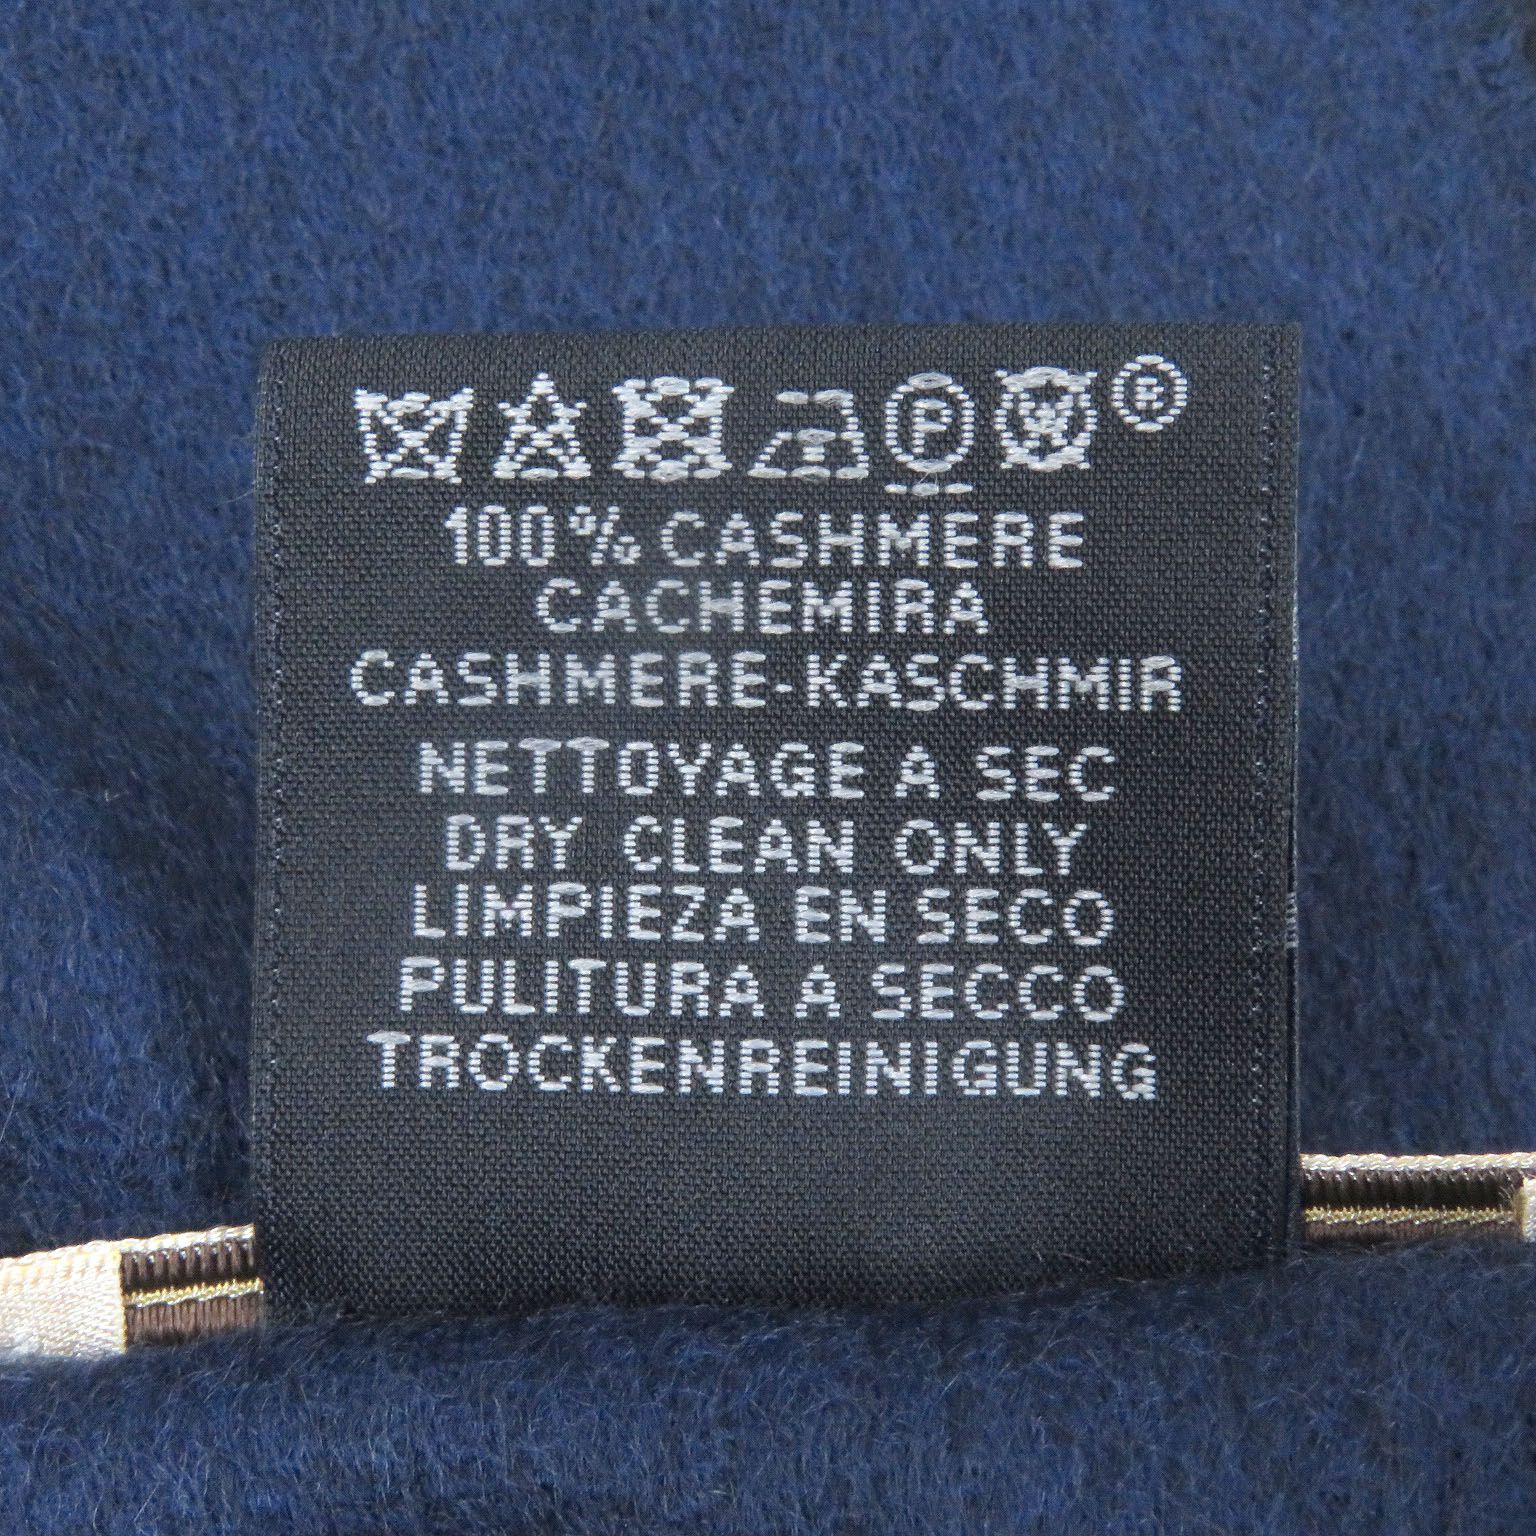 P W ®
100% CASHMERE
CACHEMIRA
CASHMERE-KASCHMIR
NETTOYAGE A SEC
DRY CLEAN ONLY
LIMPIEZA EN SECO
PULITURA A SECCO
TROCKENREINIGUNG